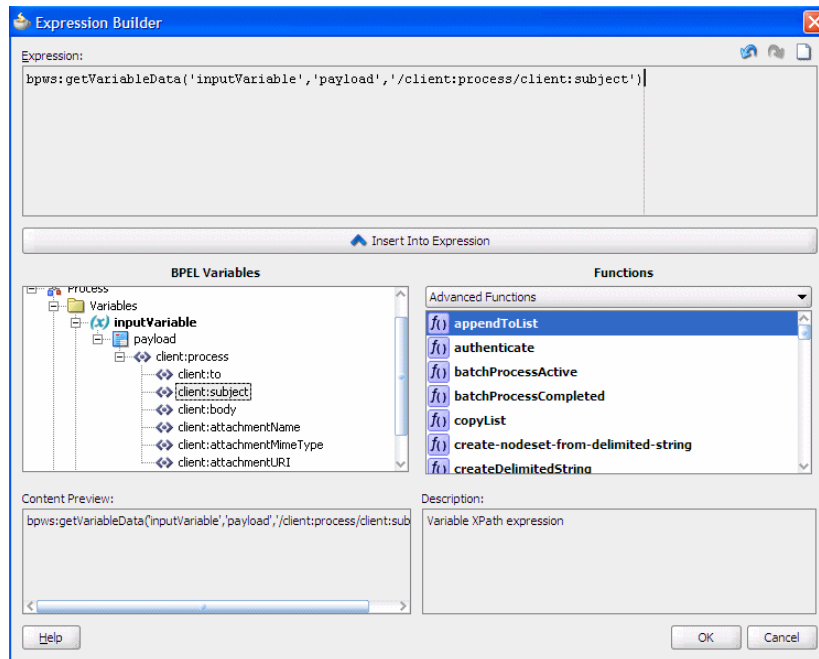 Expression Builder
Expression:
bpws:getVariableData('inputVariable','payload','/client:process/client:subject')
Insert Into Expression
BPEL Variables
Functions
Process
Variables
(x) inputVariable
payload
client:process
client:to
client:subject
client:body
client:attachmentName
client:attachmentMimeType
client:attachmentURI
Advanced Functions
f() appendToList
f() authenticate
f() batchProcessActive
f() batchProcessCompleted
f() copyList
f() create-nodeset-from-delimited-string
f() createDelimitedString
Content Preview:
bpws:getVariableData('inputVariable','payload','/client:process/client:sub
Description:
Variable XPath expression
Help
OK
Cancel